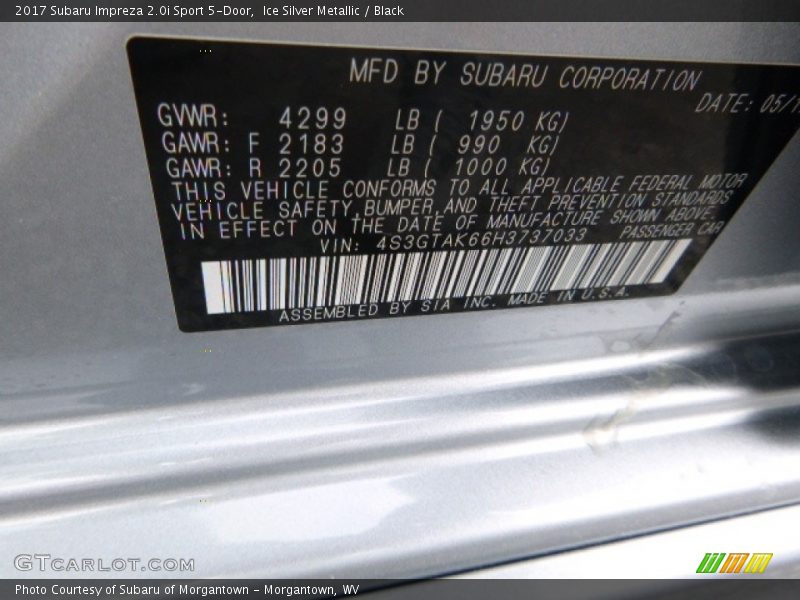 2017 Subaru Impreza 2.0i Sport 5-Door, Ice Silver Metallic / Black
MFD BY SUBARU CORPORATION
DATE: 05/1
GVWR: 4299 LB ( 1950 KG)
GAWR: F 2183 LB ( 990 KG)
GAWR: R 2205 LB ( 1000 KG)
THIS VEHICLE CONFORMS TO ALL APPLICABLE FEDERAL MOTOR
VEHICLE SAFETY,BUMPER AND THEFT PREVENTION STANDARDS
IN EFFECT ON THE DATE OF MANUFACTURE SHOWN ABOVE.
VIN: 4S3GTAK66H3737033 PASSENGER CAR
ASSEMBLED BY SIA INC. MADE IN U.S.A.
GTCARLOT.COM
Photo Courtesy of Subaru of Morgantown - Morgantown, WV